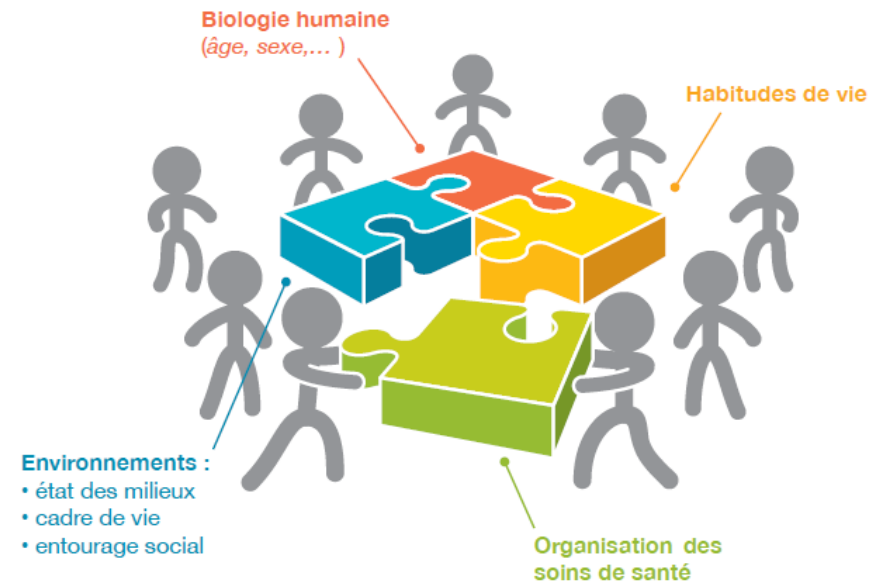 Biologie humaine
(âge, sexe,... )
Habitudes de vie
Environnements :
• état des milieux
• cadre de vie
• entourage social
Organisation des
soins de santé